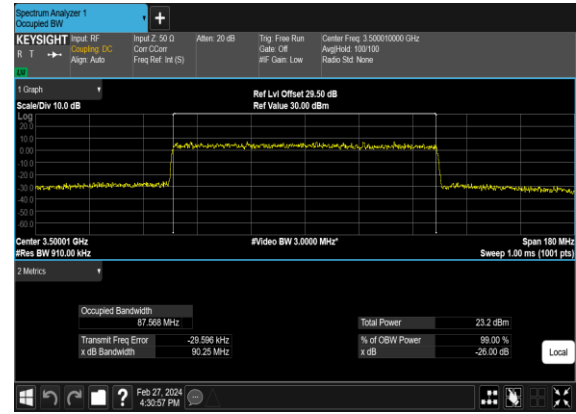 Spectrum Analyzer 1
Occupied BW
+
KEYSIGHT Input: RF Input Z: 50 Ω Atten: 20 dB Trig: Free Run Center Freq: 3.500010000 GHz
R T Coupling: DC Corr CCorr Gate: Off Avg|Hold: 100/100
Align: Auto Freq Ref: Int (S) #IF Gain: Low Radio Std: None
LNI
1 Graph Ref Lvl Offset 29.50 dB
Scale/Div 10.0 dB Ref Value 30.00 dBm
Log
20.0
10.0
0.00
-10.0
-20.0
-30.0
-40.0
-50.0
-60.0
Center 3.50001 GHz #Video BW 3.0000 MHz* Span 180 MHz
#Res BW 910.00 kHz Sweep 1.00 ms (1001 pts)
2 Metrics
Occupied Bandwidth
87.568 MHz Total Power 23.2 dBm
Transmit Freq Error -29.596 kHz % of OBW Power 99.00 %
x dB Bandwidth 90.25 MHz x dB -26.00 dB
Local
? Feb 27, 2024
4:30:57 PM